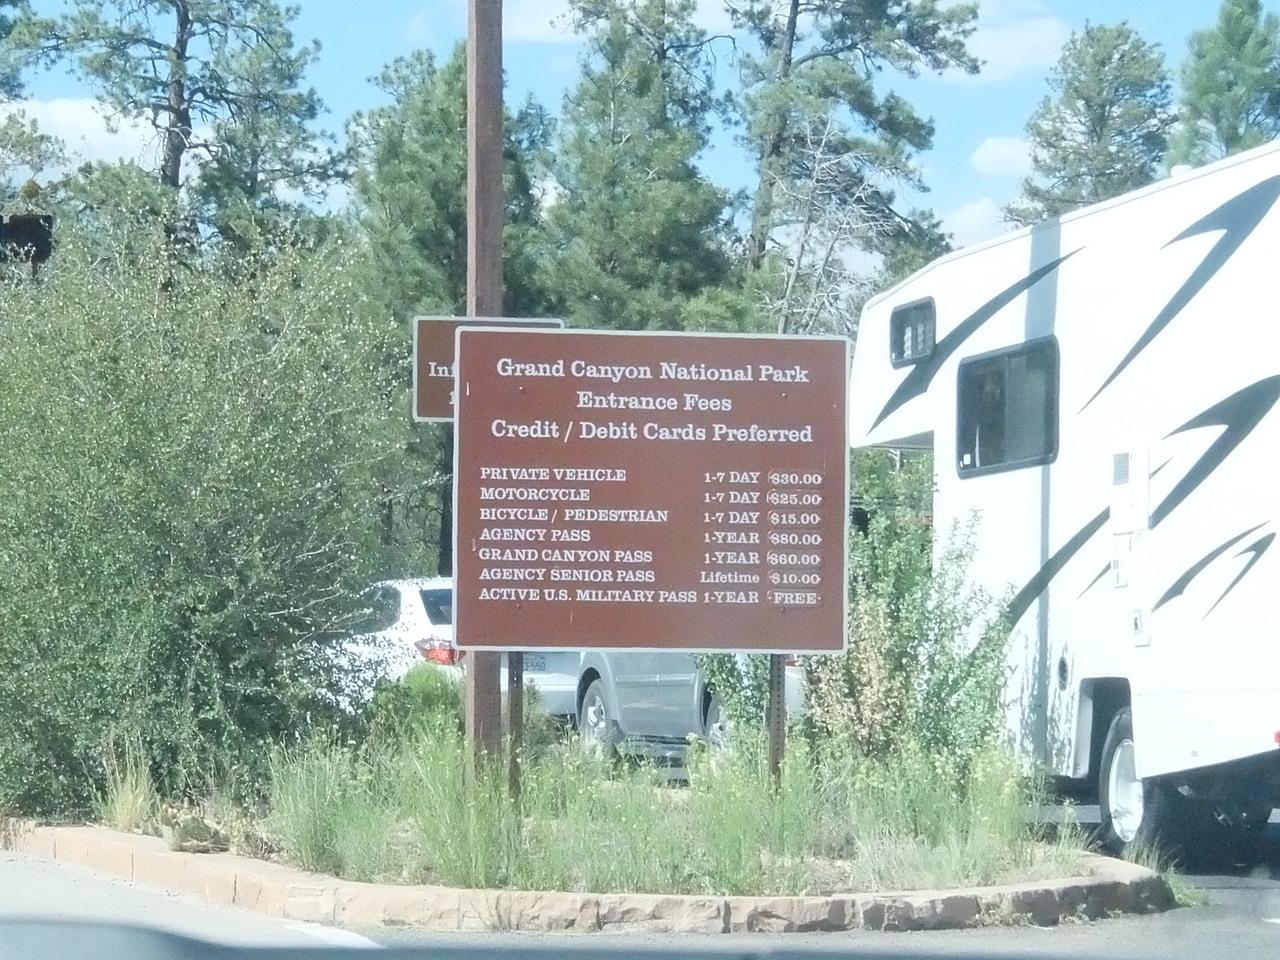 Grand Canyon National Park
Entrance Fees
Credit / Debit Cards Preferred
PRIVATE VEHICLE 1-7 DAY $30.00
MOTORCYCLE 1-7 DAY $25.00
BICYCLE / PEDESTRIAN 1-7 DAY $15.00
AGENCY PASS 1-YEAR $80.00
GRAND CANYON PASS 1-YEAR $60.00
AGENCY SENIOR PASS Lifetime $10.00
ACTIVE U.S. MILITARY PASS 1-YEAR FREE